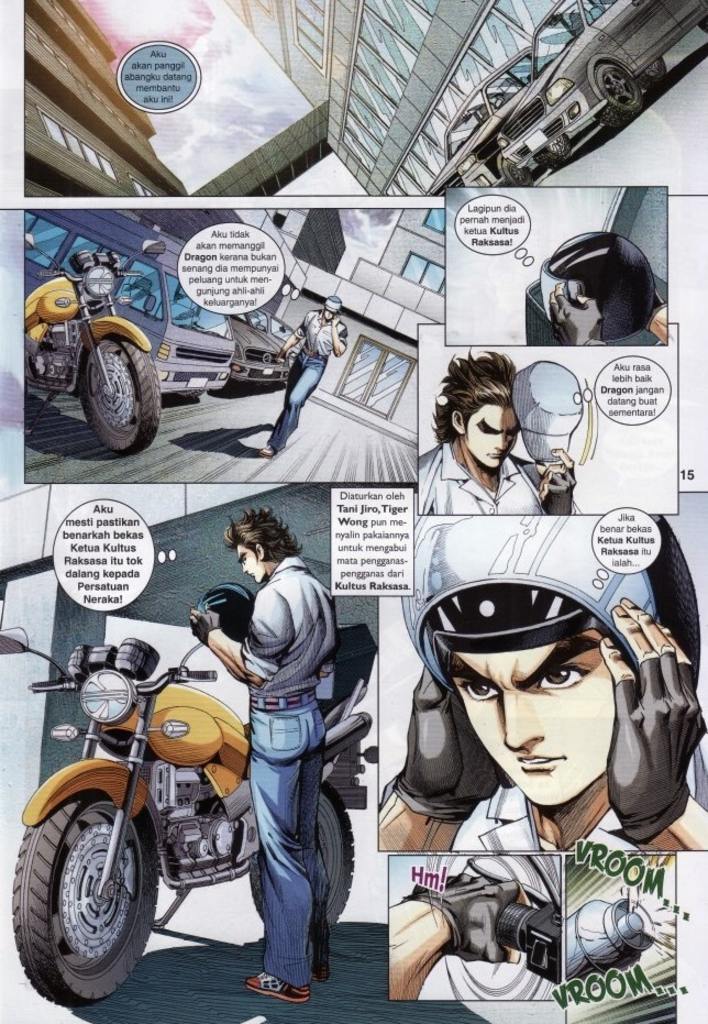 Aku
akan panggil
abangku datang
membantu
aku ini!
Aku tidak
akan memanggil
Dragon kerana bukan
senang dia mempunyai
peluang untuk men-
gunjung ahli-ahli
keluarganya!
Lagipun dia
pernah menjadi
ketua Kultus
Raksasa!
Aku rasa
lebih baik
Dragon jangan
datang buat
sementara!
15
Aku
mesti pastikan
benarkah bekas
Ketua Kultus
Raksasa itu tok
dalang kepada
Persatuan
Neraka!
Diaturkan oleh
Tani Jiro, Tiger
Wong pun me-
nyalin pakaiannya
untuk mengabui
mata pengganas-
pengganas dari
Kultus Raksasa.
Jika
benar bekas
Ketua Kultus
Raksasa itu
ialah...
Hm!
VROOM...
VROOM...